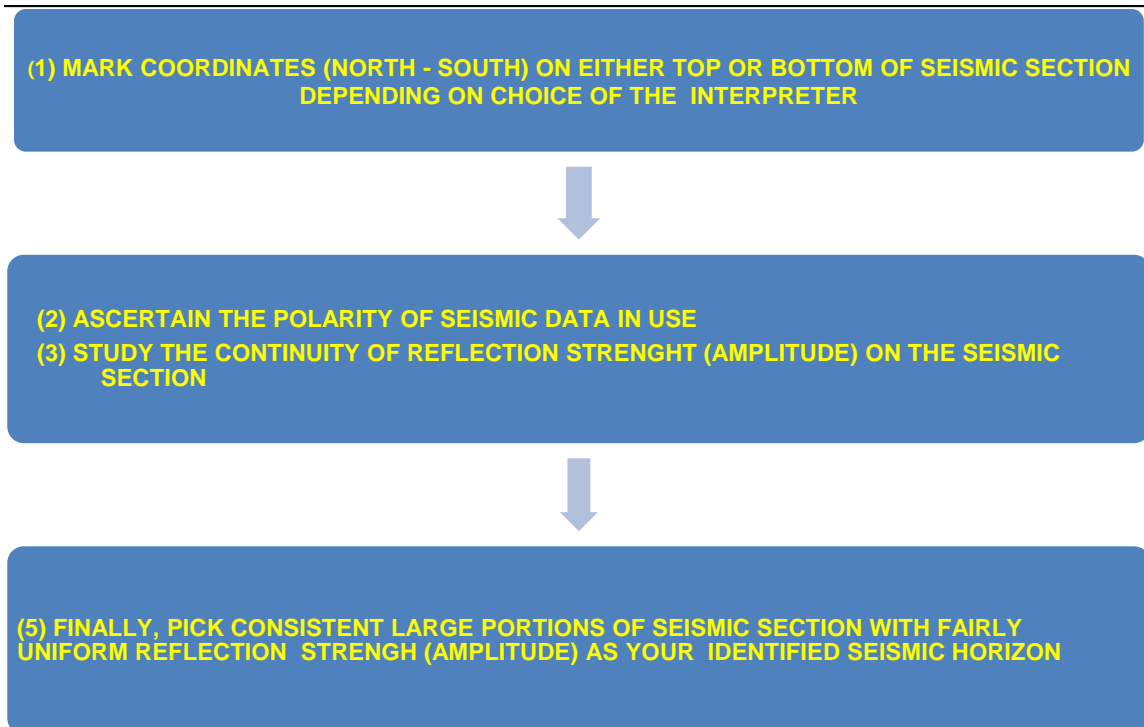 (1) MARK COORDINATES (NORTH - SOUTH) ON EITHER TOP OR BOTTOM OF SEISMIC SECTION
DEPENDING ON CHOICE OF THE INTERPRETER
(2) ASCERTAIN THE POLARITY OF SEISMIC DATA IN USE
(3) STUDY THE CONTINUITY OF REFLECTION STRENGHT (AMPLITUDE) ON THE SEISMIC
SECTION
(5) FINALLY, PICK CONSISTENT LARGE PORTIONS OF SEISMIC SECTION WITH FAIRLY
UNIFORM REFLECTION STRENGH (AMPLITUDE) AS YOUR IDENTIFIED SEISMIC HORIZON